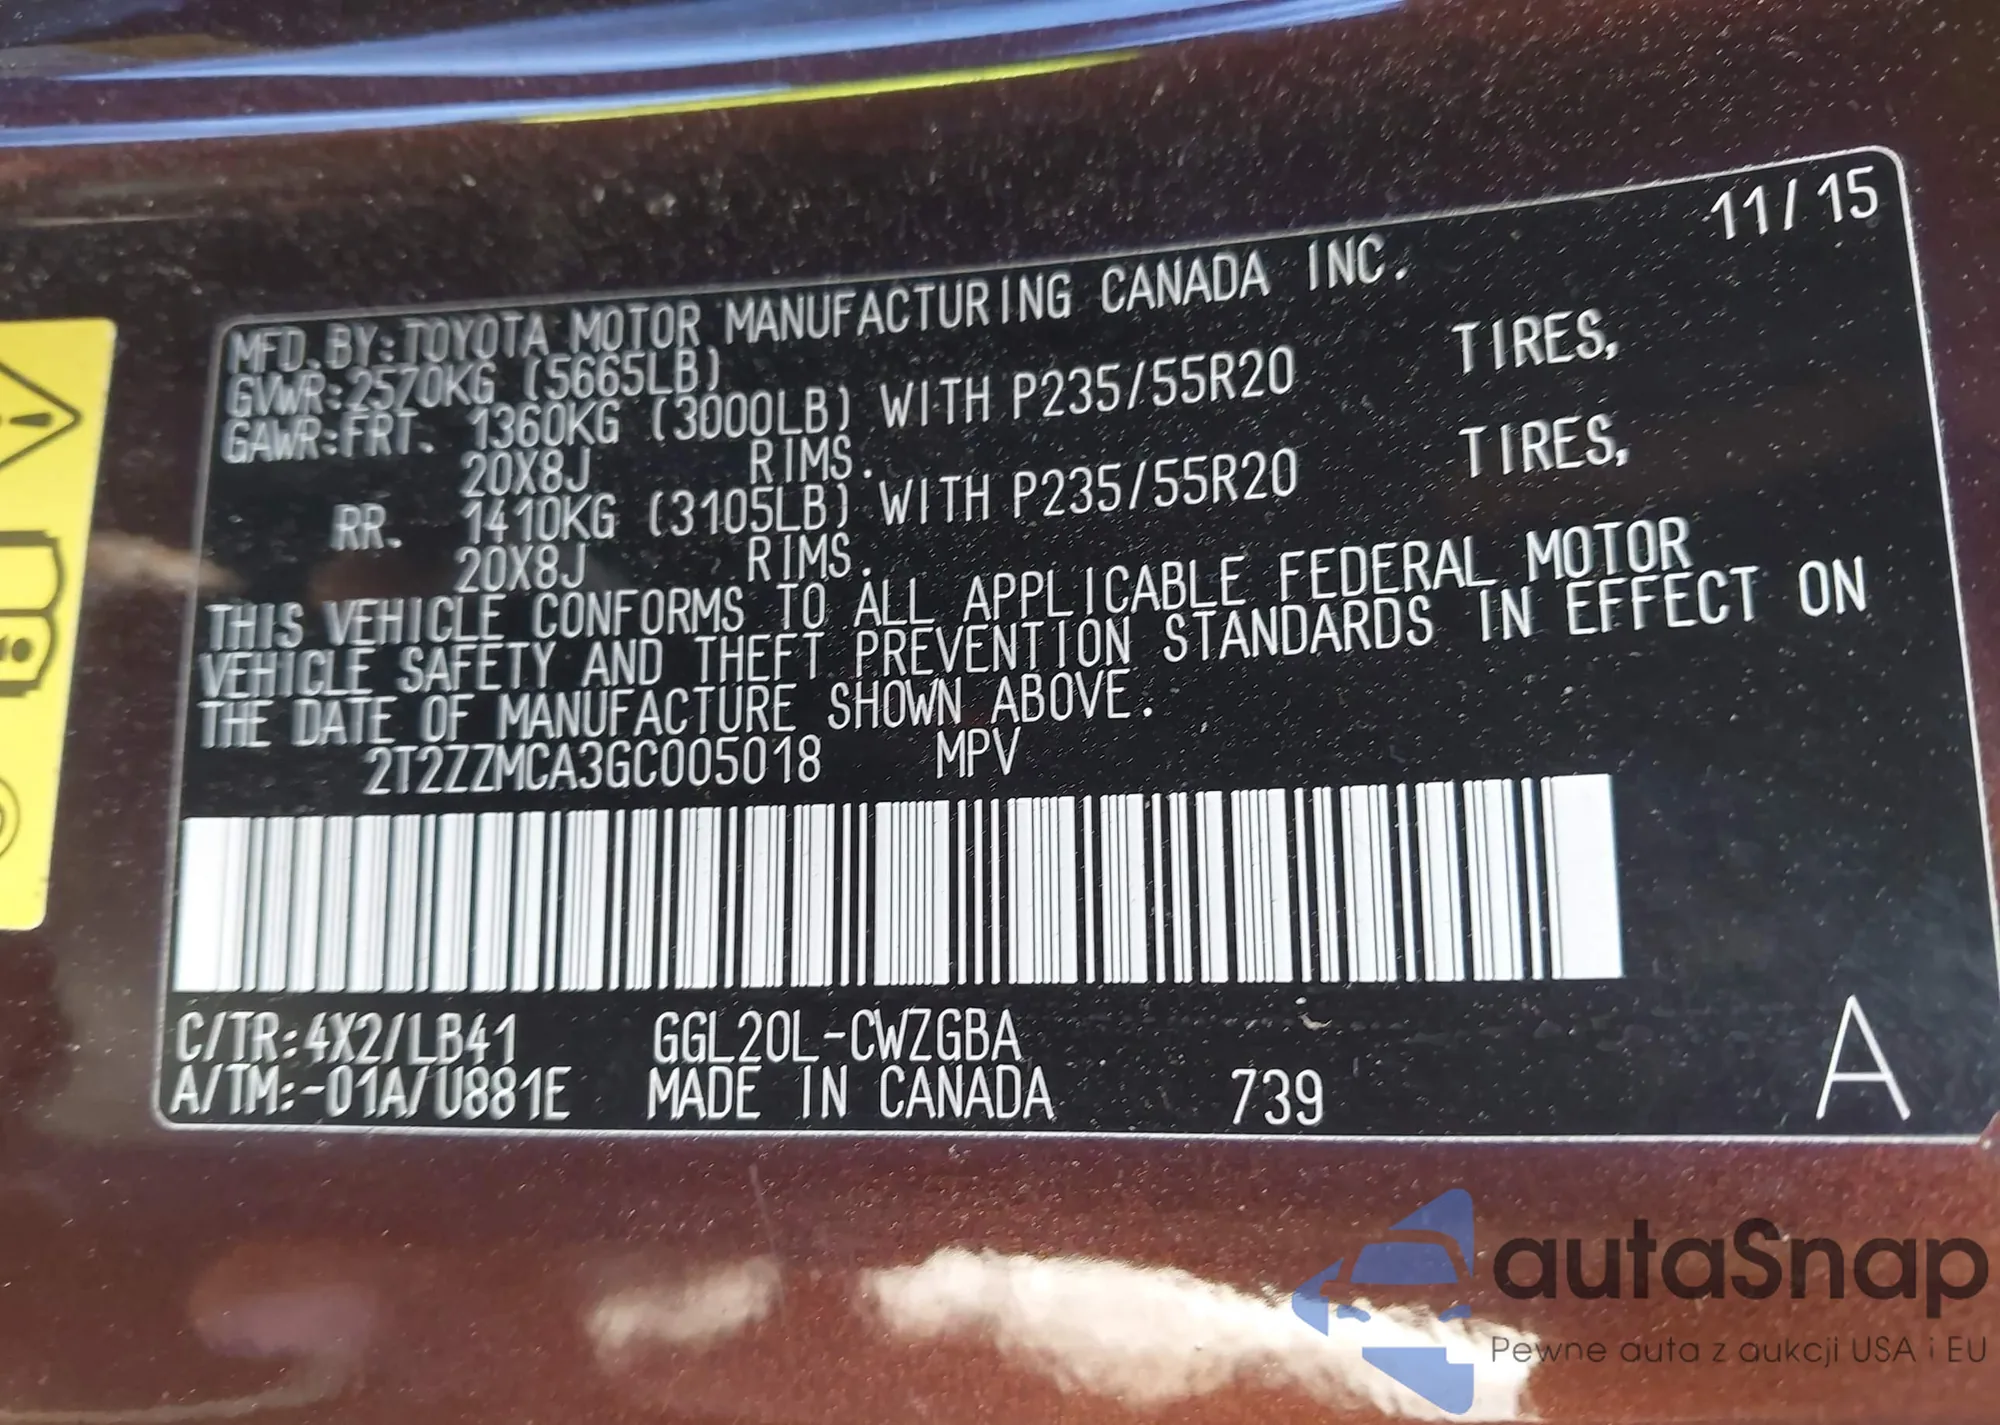 11/15
MFD.BY:TOYOTA MOTOR MANUFACTURING CANADA INC.
GVWR:2570KG (5665LB)
GAWR:FRT. 1360KG (3000LB) WITH P235/55R20 TIRES,
20X8J RIMS.
RR. 1410KG (3105LB) WITH P235/55R20 TIRES,
20X8J RIMS.
THIS VEHICLE CONFORMS TO ALL APPLICABLE FEDERAL MOTOR
VEHICLE SAFETY AND THEFT PREVENTION STANDARDS IN EFFECT ON
THE DATE OF MANUFACTURE SHOWN ABOVE.
2T2ZZMCA3GC005018 MPV
C/TR:4X2/LB41 GGL20L-CWZGBA
A/TM:-01A/U881E MADE IN CANADA 739 A
autaSnap
Pewne auta z aukcji USA i EU